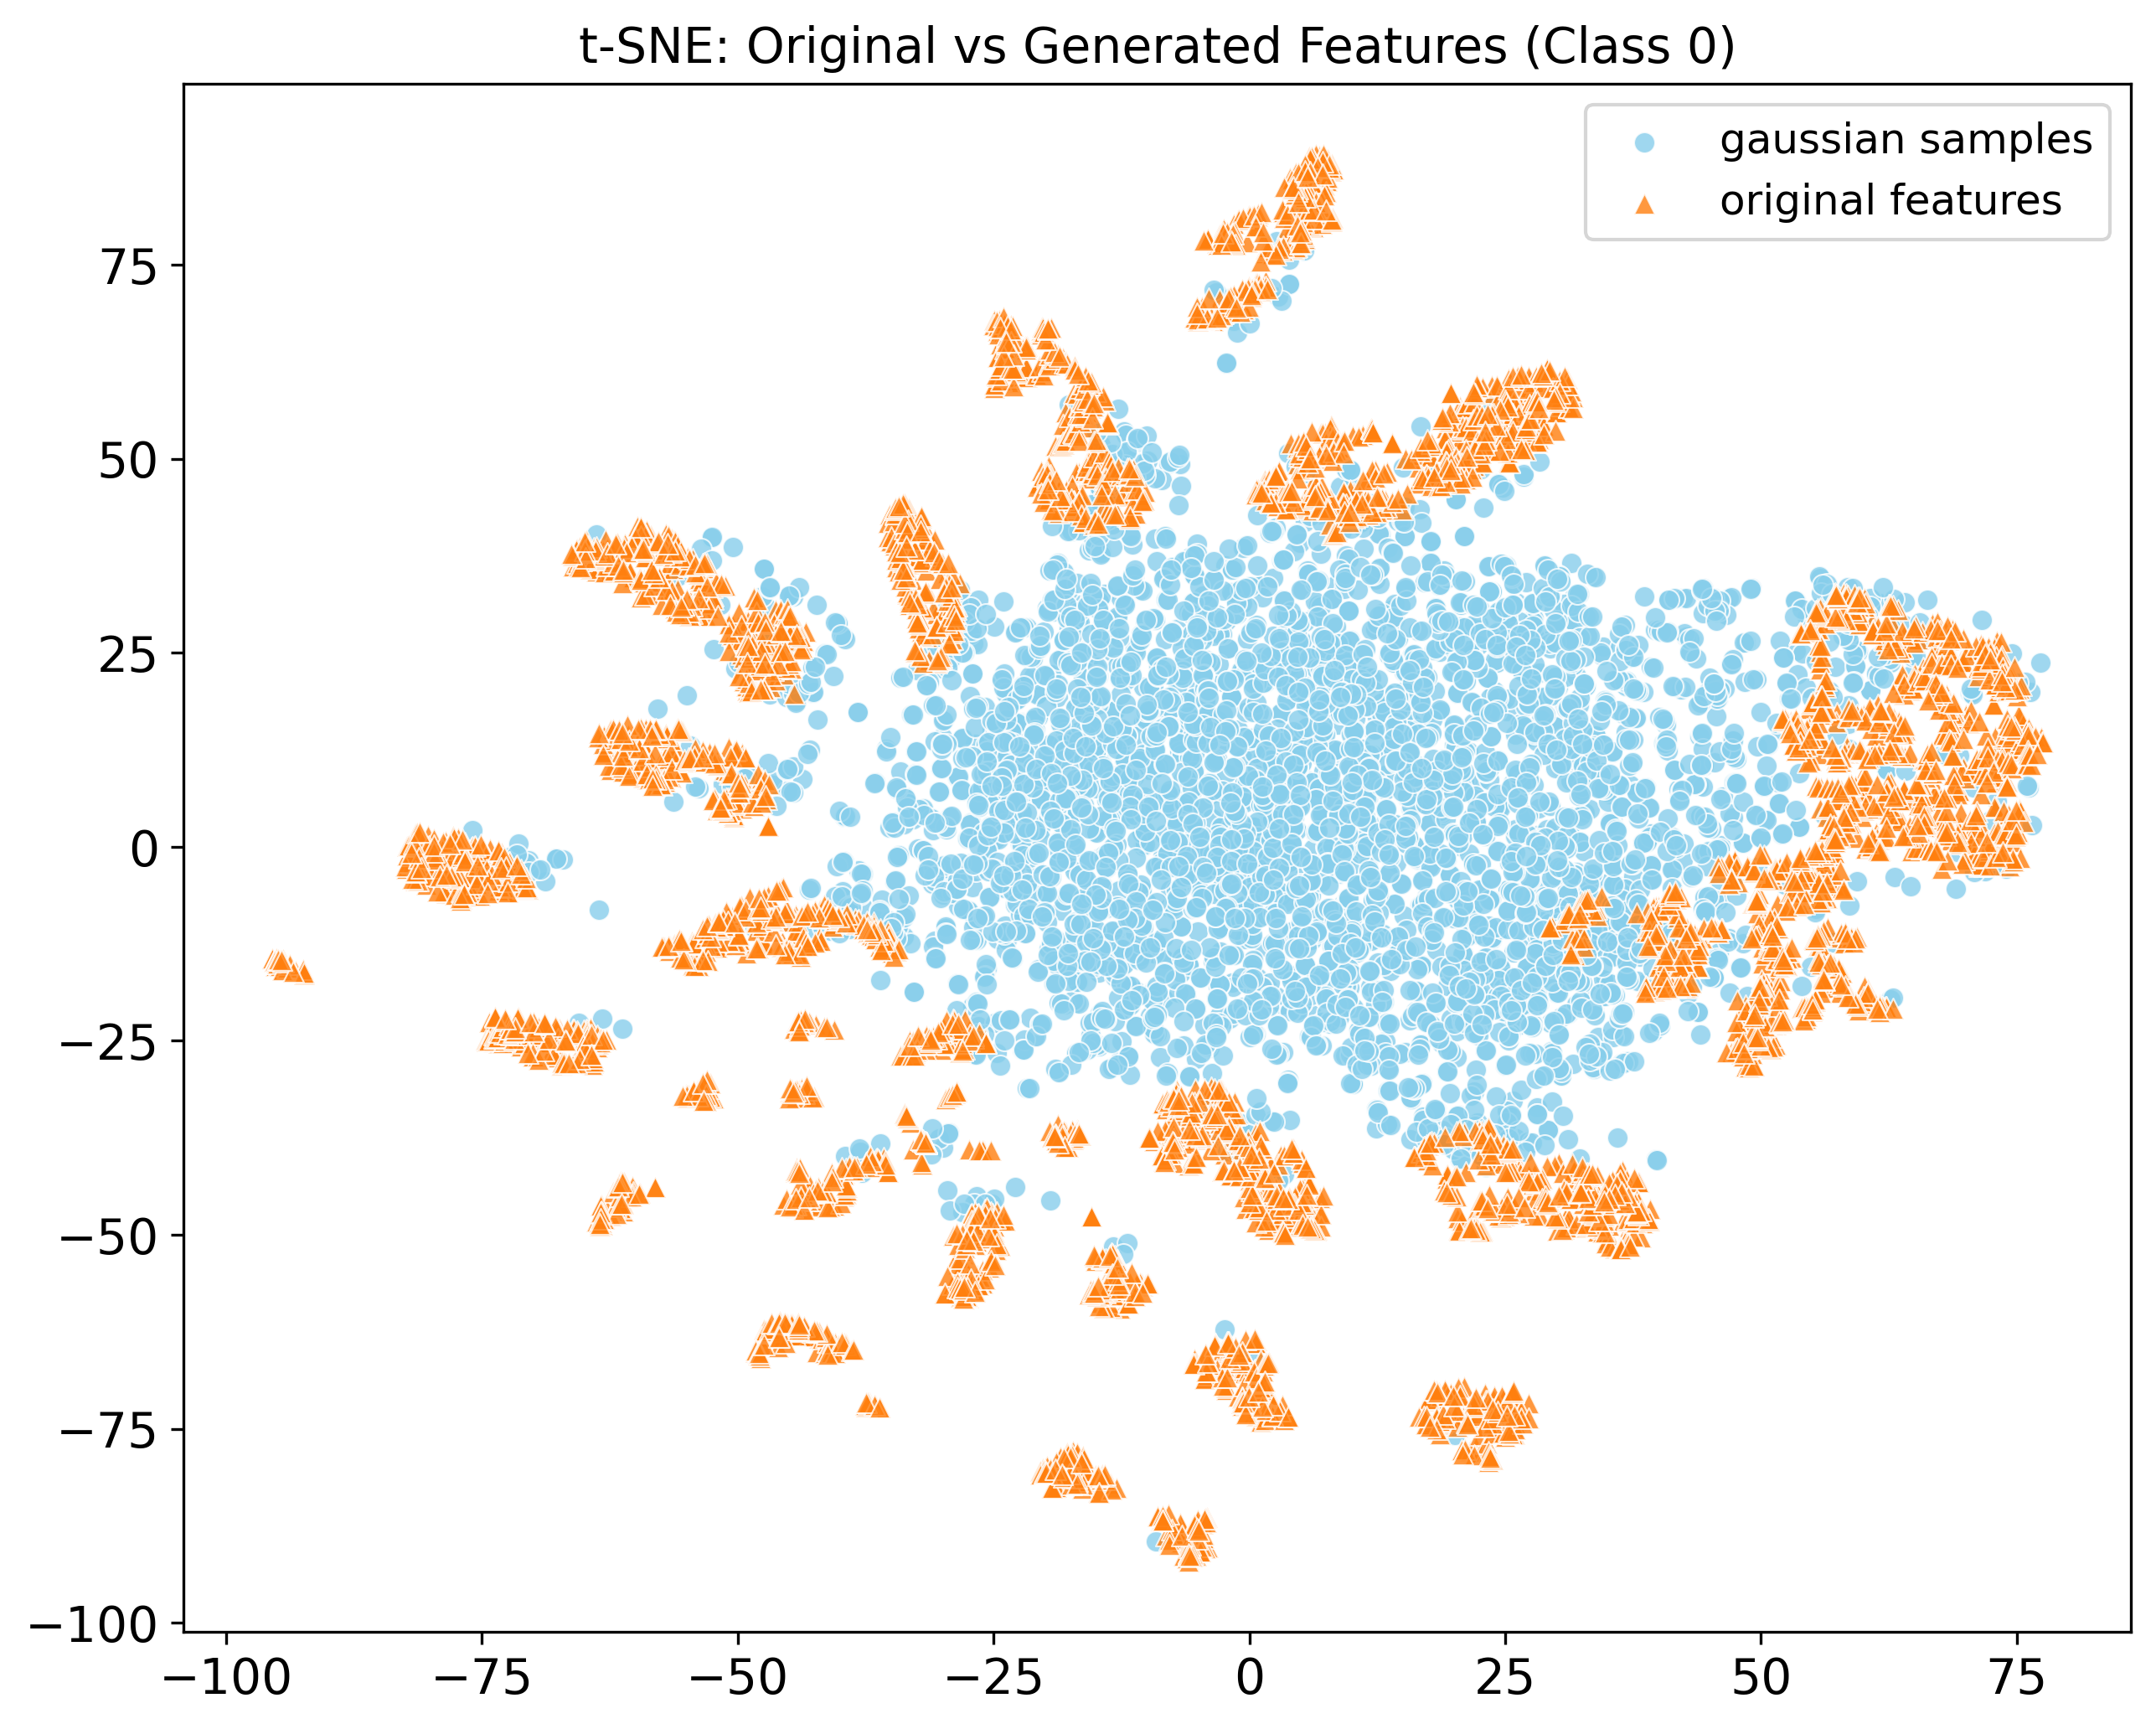 t-SNE: Original vs Generated Features (Class 0)
gaussian samples
original features
75
50
25
0
−25
−50
−75
−100
−100 −75 −50 −25 0 25 50 75